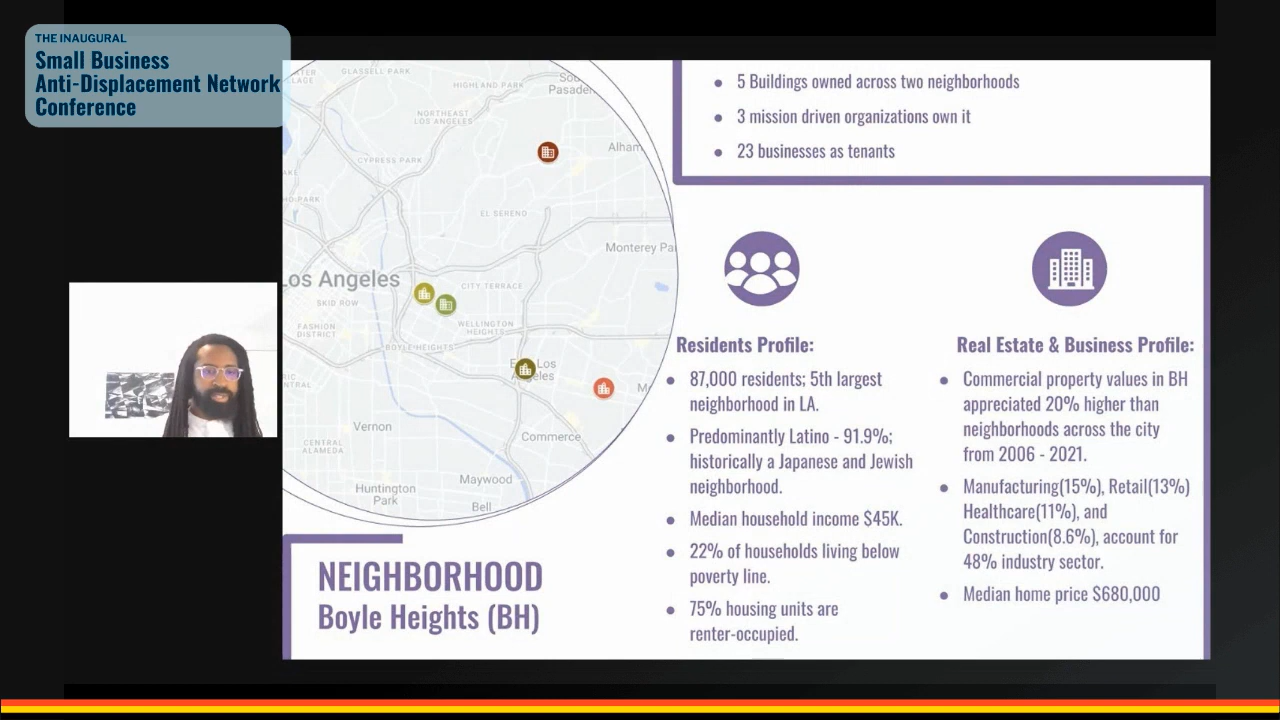 THE INAUGURAL
Small Business
Anti-Displacement Network
Conference
GLASSELL PARK
HIGHLAND PARK
NORTHEAST
LOS ANGELES
CYPRESS PARK
Alham
EL SERENO
Monterey Pa
Los Angeles
CITY TERRACE
SKID ROW
FASHION
DISTRICT
WELLINGTON
HEIGHTS
BOYLE HEIGHTS
Vernon
Commerce
CENTRAL
ALAMEDA
Maywood
Huntington
Park
Bell
NEIGHBORHOOD
Boyle Heights (BH)
• 5 Buildings owned across two neighborhoods
• 3 mission driven organizations own it
• 23 businesses as tenants
Residents Profile:
• 87,000 residents; 5th largest
neighborhood in LA.
• Predominantly Latino - 91.9%;
historically a Japanese and Jewish
neighborhood.
• Median household income $45K.
• 22% of households living below
poverty line.
• 75% housing units are
renter-occupied.
Real Estate & Business Profile:
• Commercial property values in BH
appreciated 20% higher than
neighborhoods across the city
from 2006 - 2021.
• Manufacturing(15%), Retail(13%)
Healthcare(11%), and
Construction(8.6%), account for
48% industry sector.
• Median home price $680,000